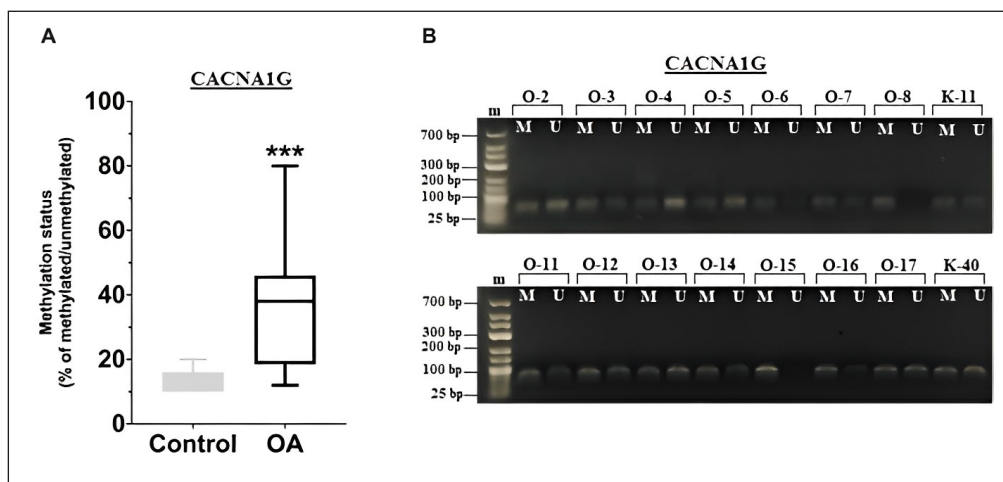 A
CACNA1G
Methylation status
(% of methylated/unmethylated)
100
80
60
40
20
0
***
Control OA
B
CACNA1G
O-2 O-3 O-4 O-5 O-6 O-7 O-8 K-11
m M U M U M U M U M U M U M U M U
700 bp
300 bp
200 bp
100 bp
25 bp
O-11 O-12 O-13 O-14 O-15 O-16 O-17 K-40
m M U M U M U M U M U M U M U M U
700 bp
300 bp
200 bp
100 bp
25 bp